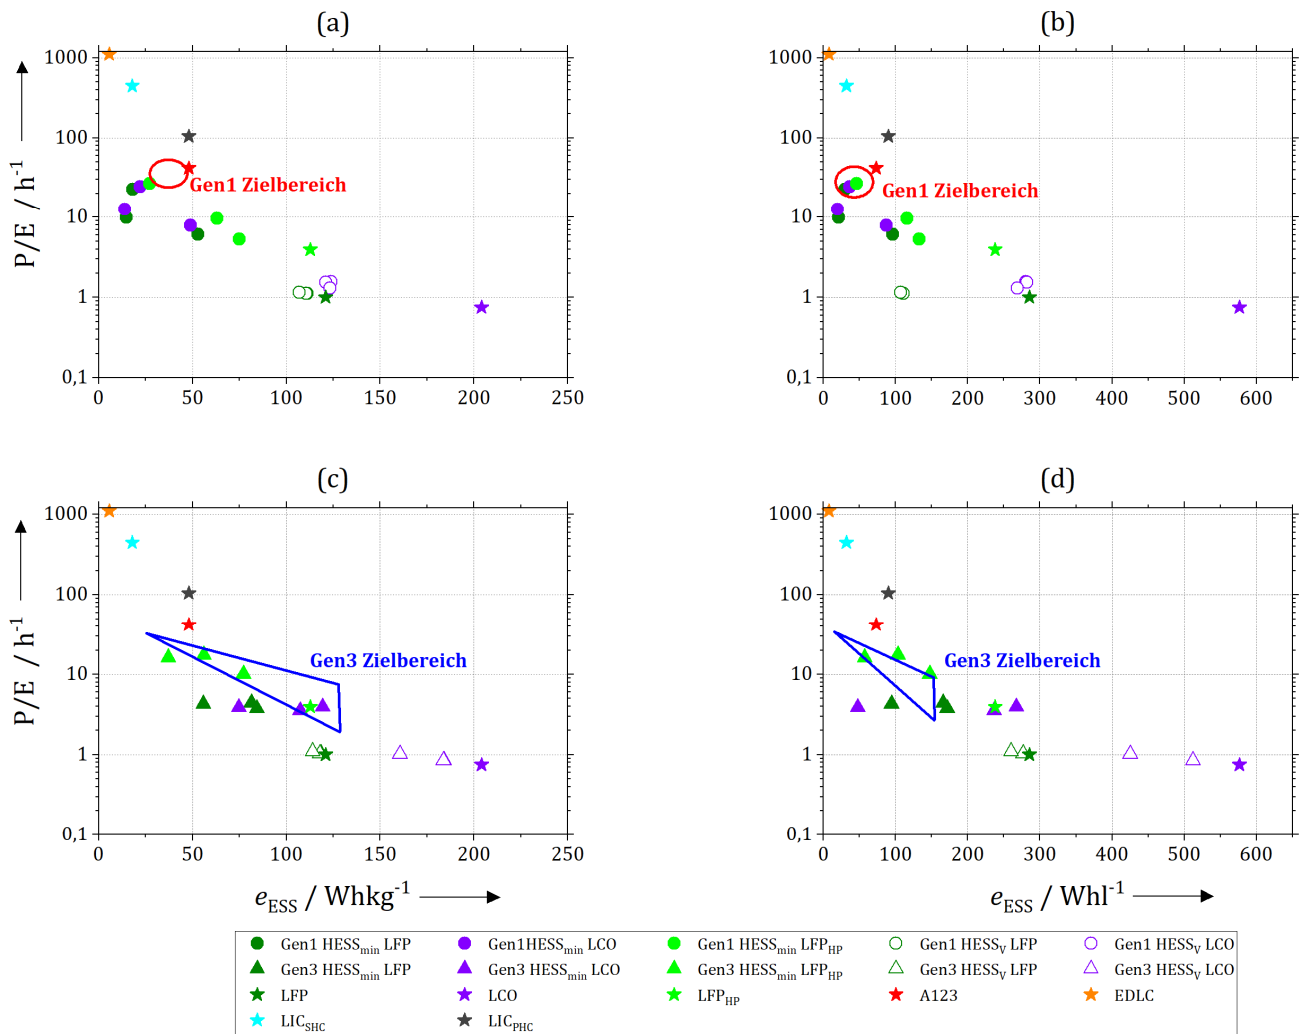 (a)
(b)
1000
100
10
1
0,1
P/E / h-1
Gen1 Zielbereich
0 50 100 150 200 250
1000
100
10
1
0,1
Gen1 Zielbereich
0 100 200 300 400 500 600
(c)
(d)
1000
100
10
1
0,1
P/E / h-1
Gen3 Zielbereich
0 50 100 150 200 250
1000
100
10
1
0,1
Gen3 Zielbereich
0 100 200 300 400 500 600
eESS / Whkg-1
eESS / Whl-1
Gen1 HESSmin LFP Gen1HESSmin LCO Gen1 HESSmin LFPHP Gen1 HESSV LFP Gen1 HESSV LCO
Gen3 HESSmin LFP Gen3 HESSmin LCO Gen3 HESSmin LFPHP Gen3 HESSV LFP Gen3 HESSV LCO
LFP LCO LFPHP A123 EDLC
LICSHC LICPHC